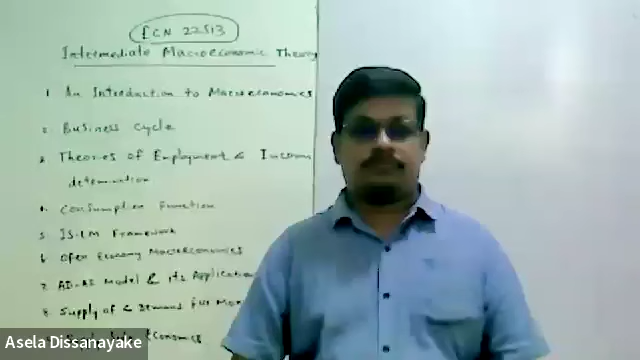 ECN 22513
Intermediate Macroeconomic Theory
1. An Introduction to Macroeconomics
2. Business Cycle
3. Theories of Employment & Income
determination
4. Consumption Function
5. IS-LM Framework
6. Open Economy Macroeconomics
7. AD-AS Model & its Application
8. Supply of & Demand for
Asela Dissanayake